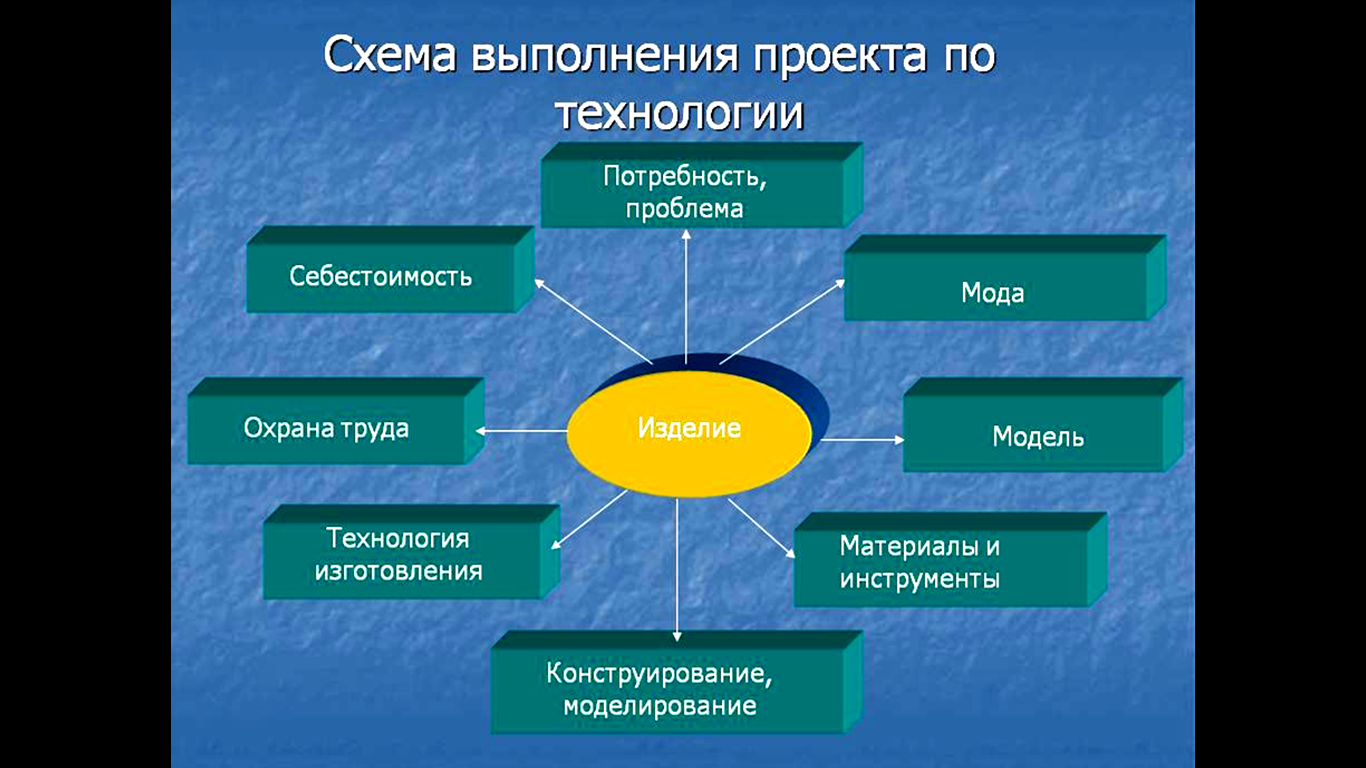 Схема выполнения проекта по
технологии
Потребность,
проблема
Себестоимость
Мода
Охрана труда
Изделие
Модель
Технология
изготовления
Материалы и
инструменты
Конструирование,
моделирование